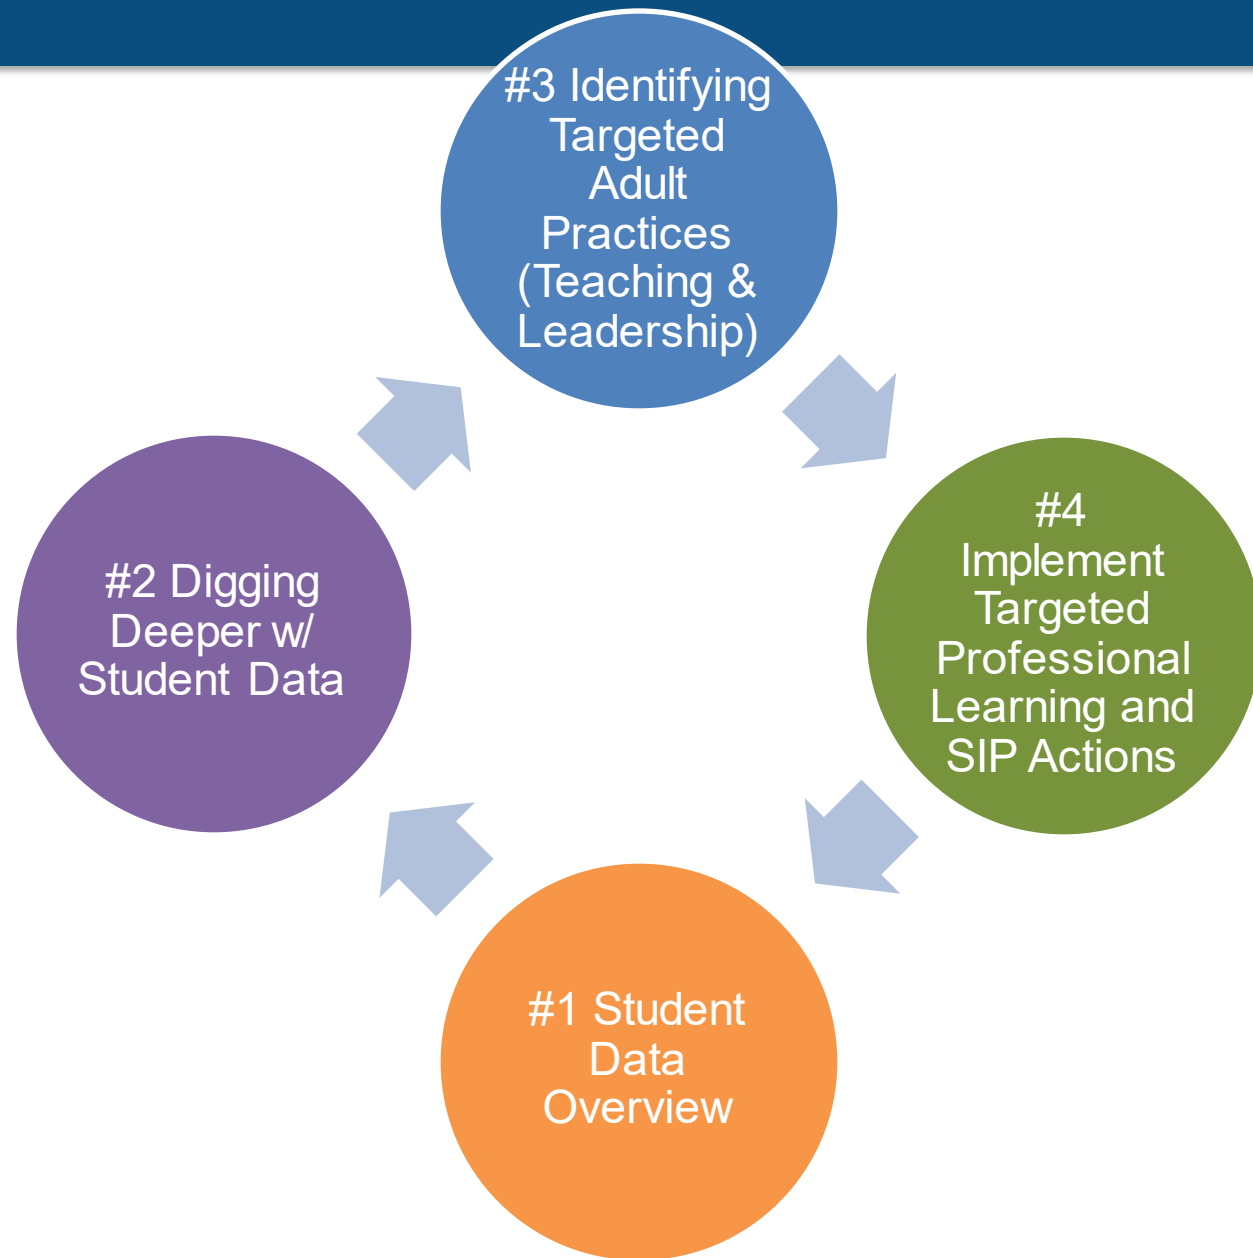 #3 Identifying
Targeted
Adult
Practices
(Teaching &
Leadership)
#4
Implement
Targeted
Professional
Learning and
SIP Actions
#2 Digging
Deeper w/
Student Data
#1 Student
Data
Overview